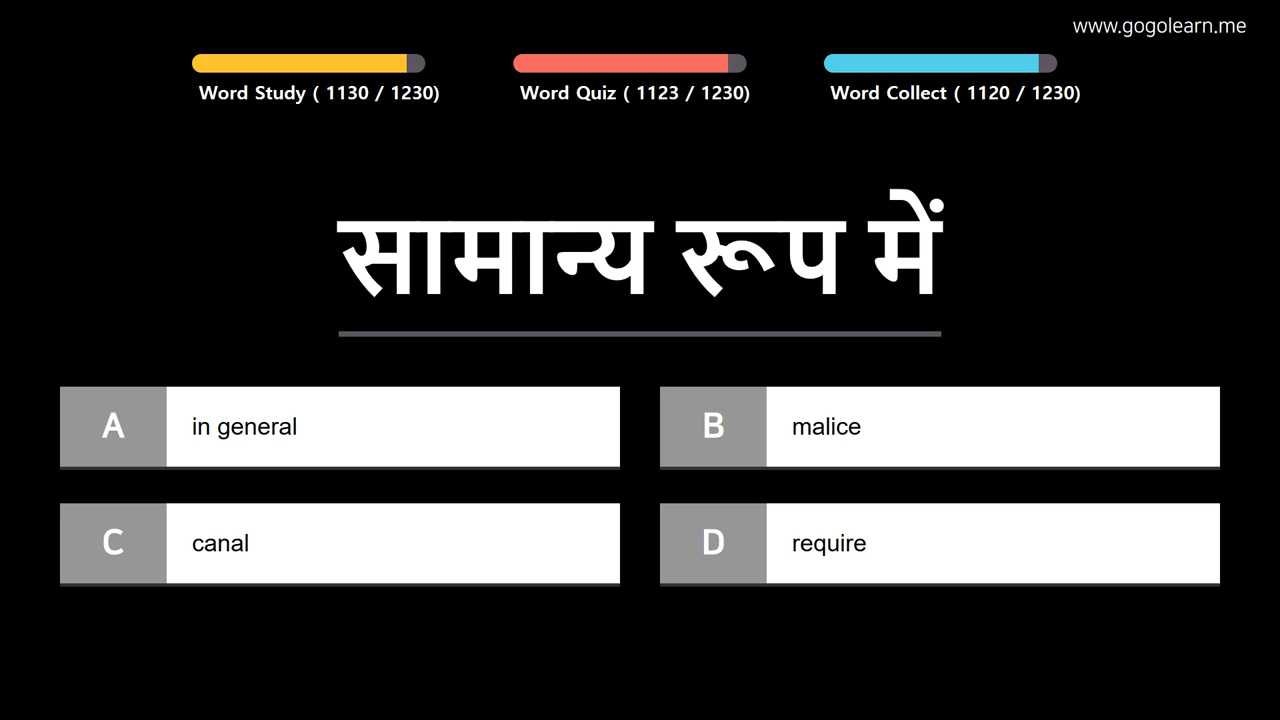 www.gogolearn.me
Word Study ( 1130 / 1230)
Word Quiz ( 1123 / 1230)
Word Collect ( 1120 / 1230)
सामान्य रूप में
A in general
B malice
C canal
D require